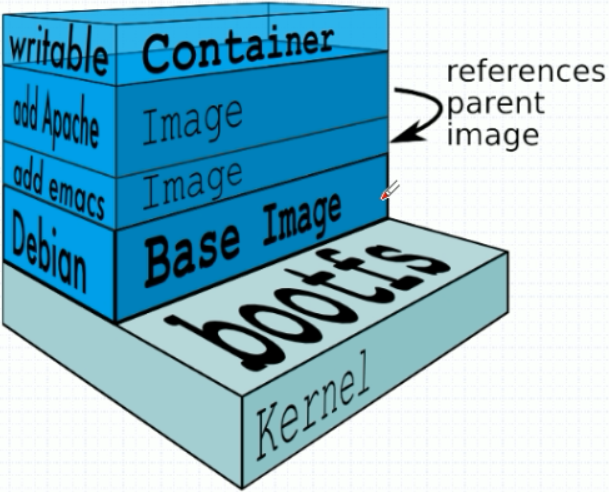 writable Container
add Apache Image
add emacs Image
Debian Base Image
references
parent
image
bootfs
Kernel